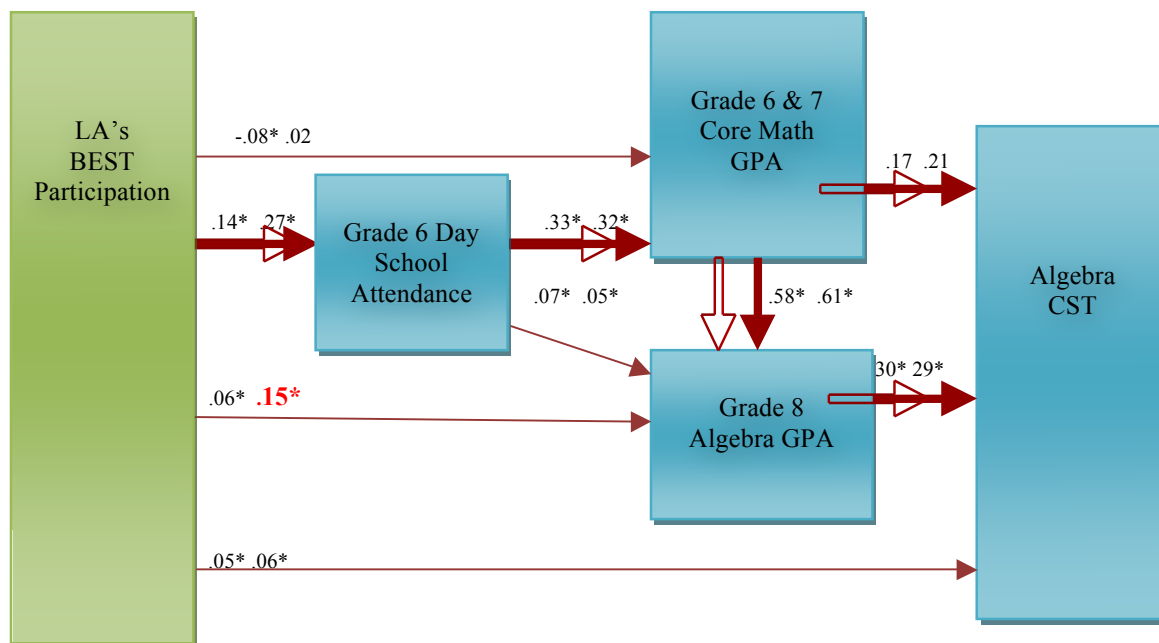 LA's
BEST
Participation
-.08* .02
.14* .27*
Grade 6 Day
School
Attendance
.33* .32*
.07* .05*
Grade 6 & 7
Core Math
GPA
.17 .21
.58* .61*
.06* .15*
Grade 8
Algebra GPA
30* 29*
Algebra
CST
.05* .06*